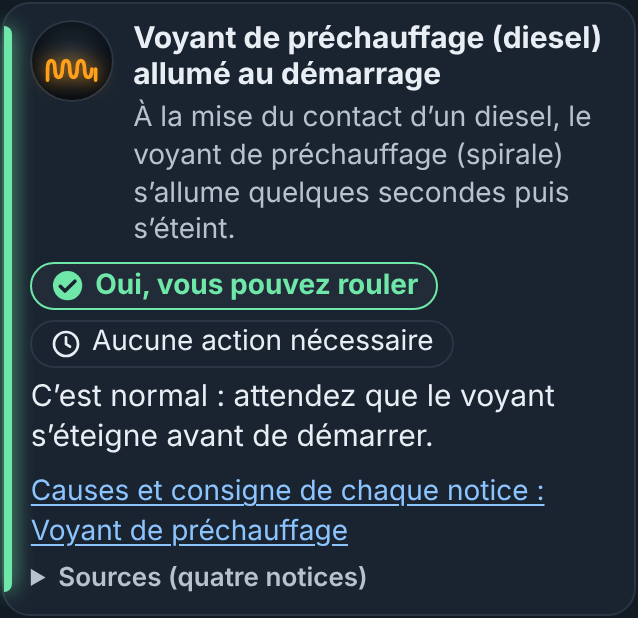 Voyant de préchauffage (diesel)
allumé au démarrage
À la mise du contact d’un diesel, le
voyant de préchauffage (spirale)
s’allume quelques secondes puis
s’éteint.
Oui, vous pouvez rouler
Aucune action nécessaire
C’est normal : attendez que le voyant
s’éteigne avant de démarrer.
Causes et consigne de chaque notice :
Voyant de préchauffage
Sources (quatre notices)